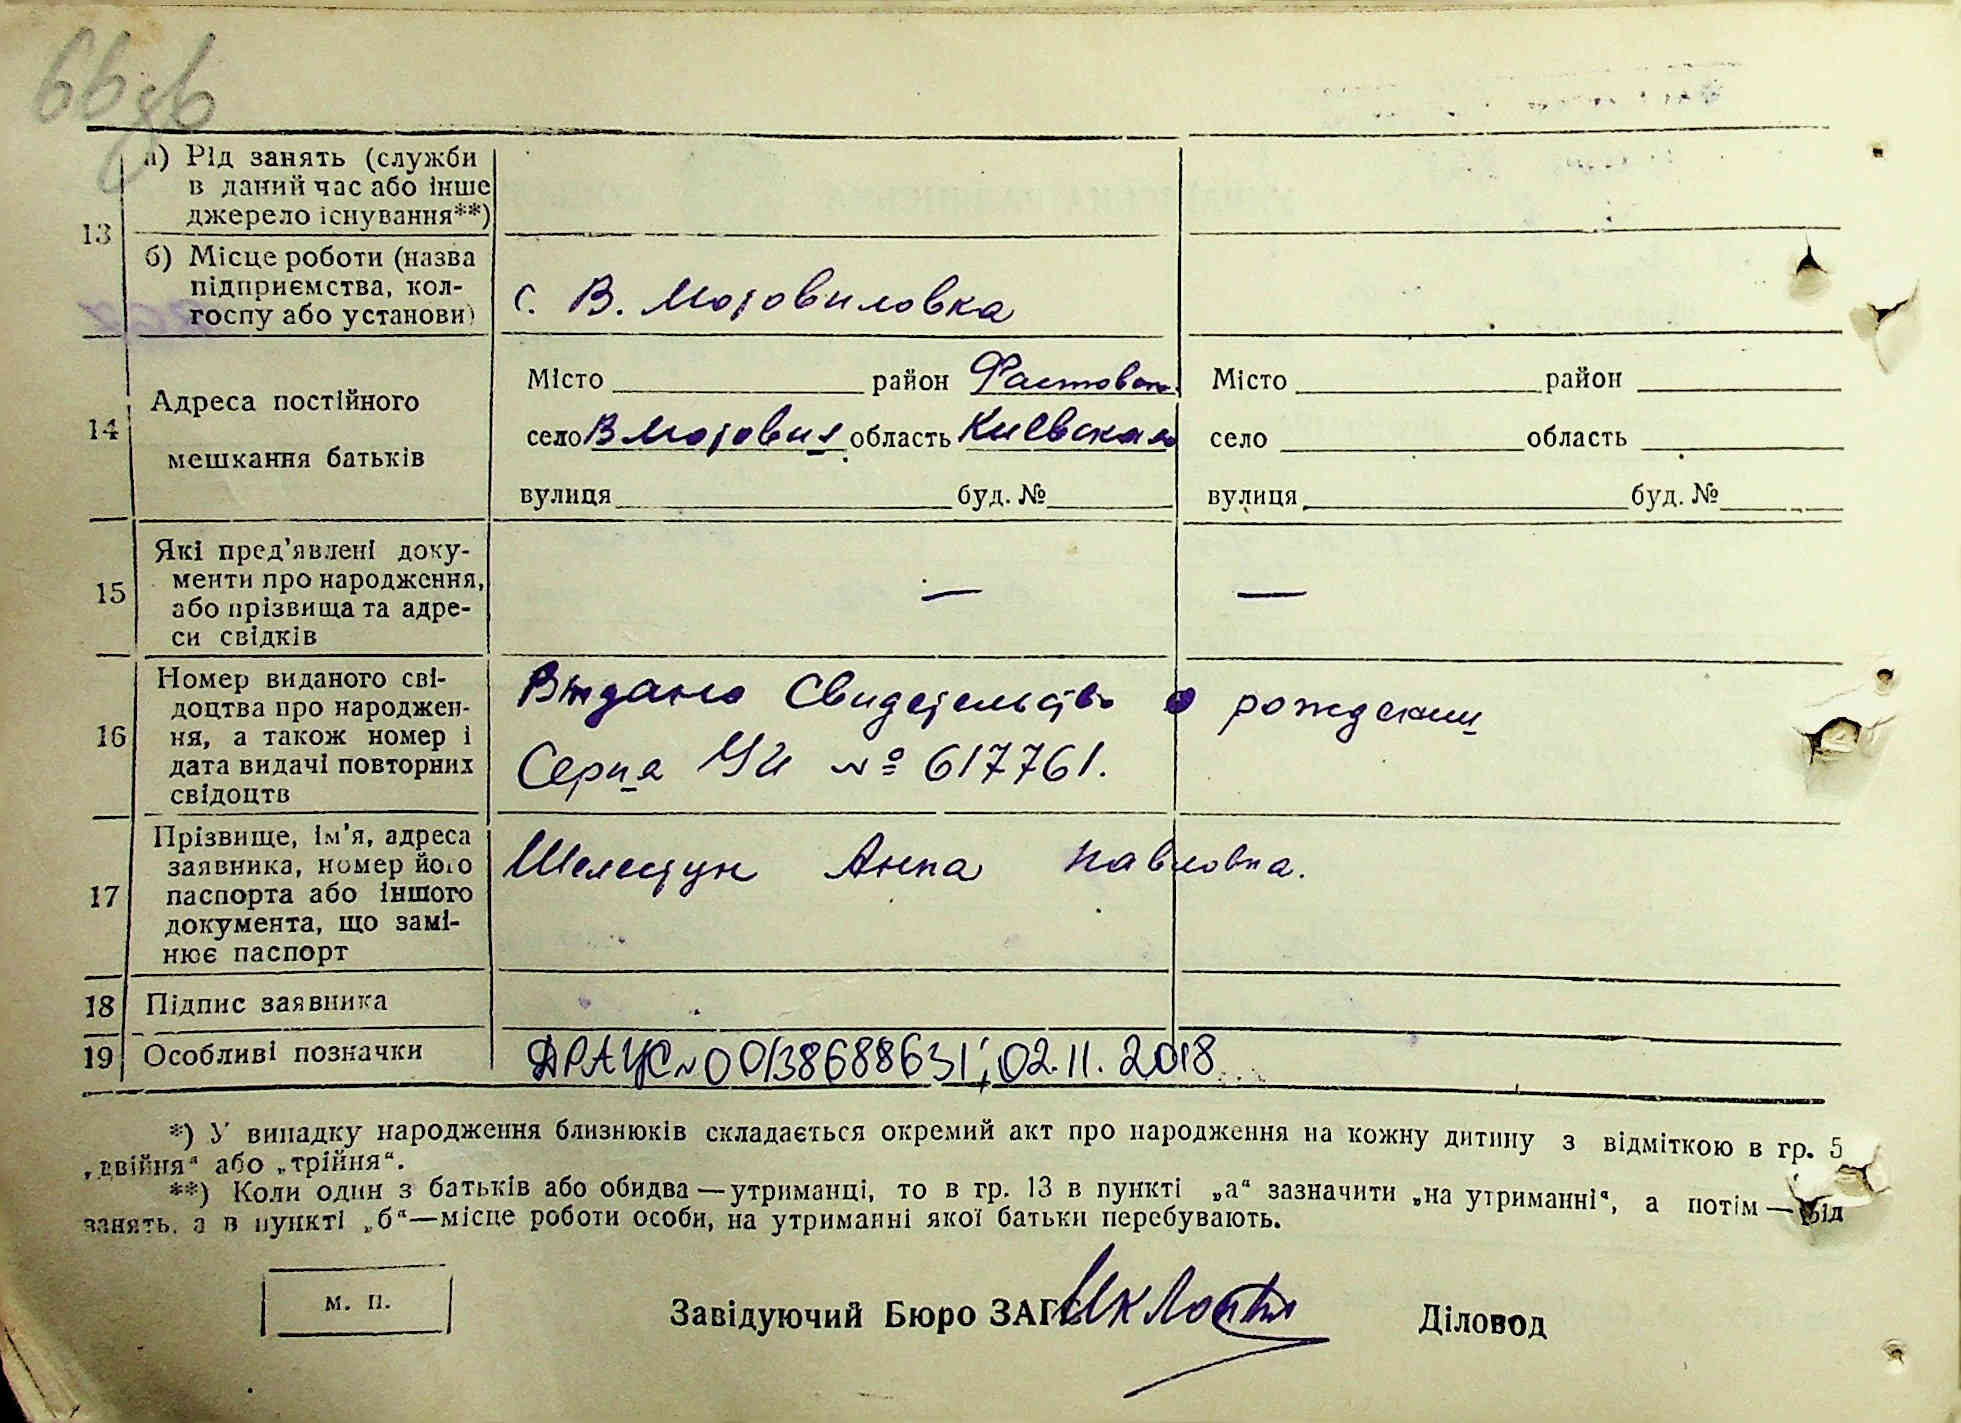 66зв
13
а) Рід занять (служби
в даний час або інше
джерело існування**)
б) Місце роботи (назва
підприємства, кол-
госпу або установи)
с. В. Мотовиловка
14
Адреса постійного
мешкання батьків
Місто район Фастовск.
село В Мотовил область Киевская
вулиця буд. №
Місто район
село область
вулиця буд. №
15
Які пред'явлені доку-
менти про народження,
або прізвища та адре-
си свідків
— —
16
Номер виданого сві-
доцтва про народжен-
ня, а також номер і
дата видачі повторних
свідоцтв
Выдано Свидетельство о рождении
Серия УИ № 617761.
17
Прізвище, ім'я, адреса
заявника, номер його
паспорта або іншого
документа, що замі-
нює паспорт
Шелестун Анна Павловна.
18 Підпис заявника
19 Особливі позначки
ДРАЦС №00138688631; 02.11.2018
*) У випадку народження близнюків складається окремий акт про народження на кожну дитину з відміткою в гр. 5
„двійня“ або „трійня“.
**) Коли один з батьків або обидва — утриманці, то в гр. 13 в пункті „а“ зазначити „на утриманні“, а потім — рід
занять, а в пункті „б“ — місце роботи особи, на утриманні якої батьки перебувають.
М. П.
Завідуючий Бюро ЗАГС
Діловод